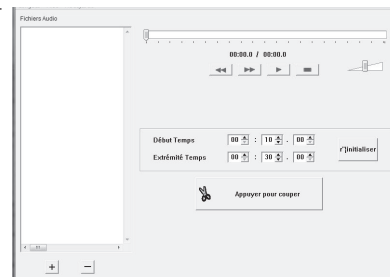 Fichiers Audio
00:00.0 / 00:00.0
Début Temps 00 : 10 . 00
Extrémité Temps 00 : 30 . 00
r┐initialiser
Appuyer pour couper